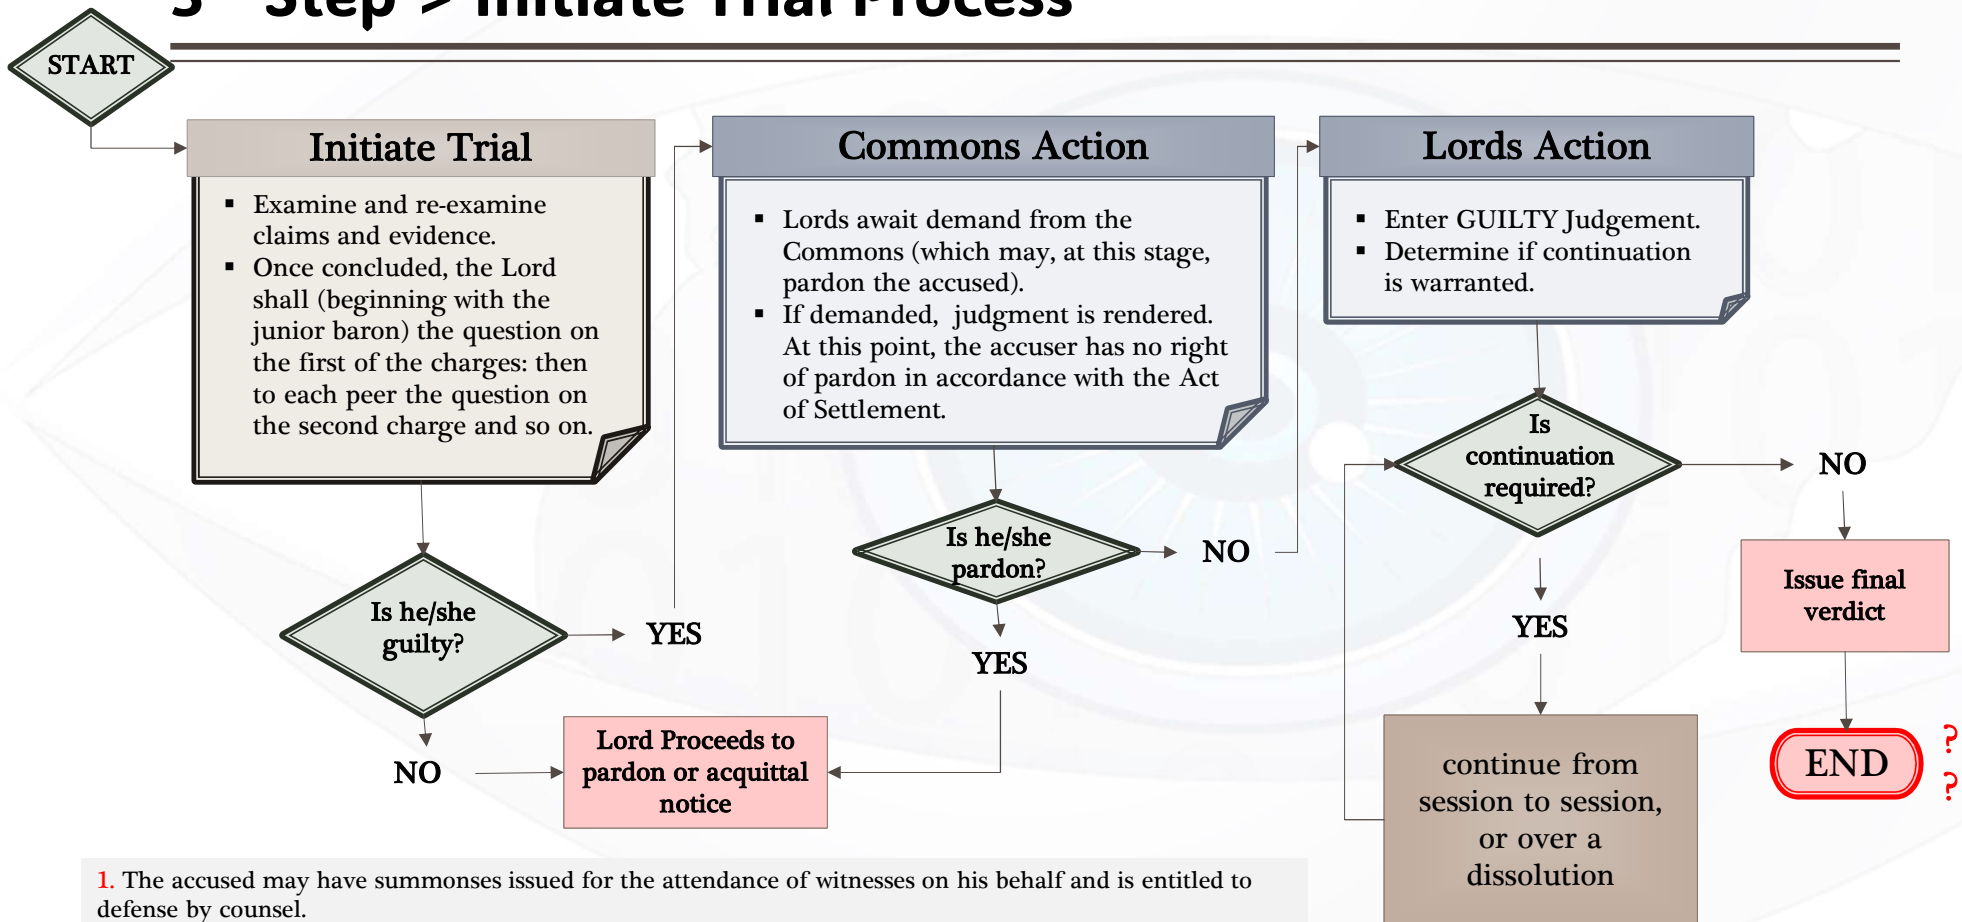 3 Step > Initiate Trial Process
START
Initiate Trial
▪ Examine and re-examine
claims and evidence.
▪ Once concluded, the Lord
shall (beginning with the
junior baron) the question on
the first of the charges: then
to each peer the question on
the second charge and so on.
Is he/she
guilty?
YES
NO
Lord Proceeds to
pardon or acquittal
notice
Commons Action
▪ Lords await demand from the
Commons (which may, at this stage,
pardon the accused).
▪ If demanded,  judgment is rendered.
At this point, the accuser has no right
of pardon in accordance with the Act
of Settlement.
Is he/she
pardon?
NO
YES
Lords Action
▪ Enter GUILTY Judgement.
▪ Determine if continuation
is warranted.
Is
continuation
required?
NO
YES
Issue final
verdict
END
?
?
continue from
session to session,
or over a
dissolution
1. The accused may have summonses issued for the attendance of witnesses on his behalf and is entitled to
defense by counsel.